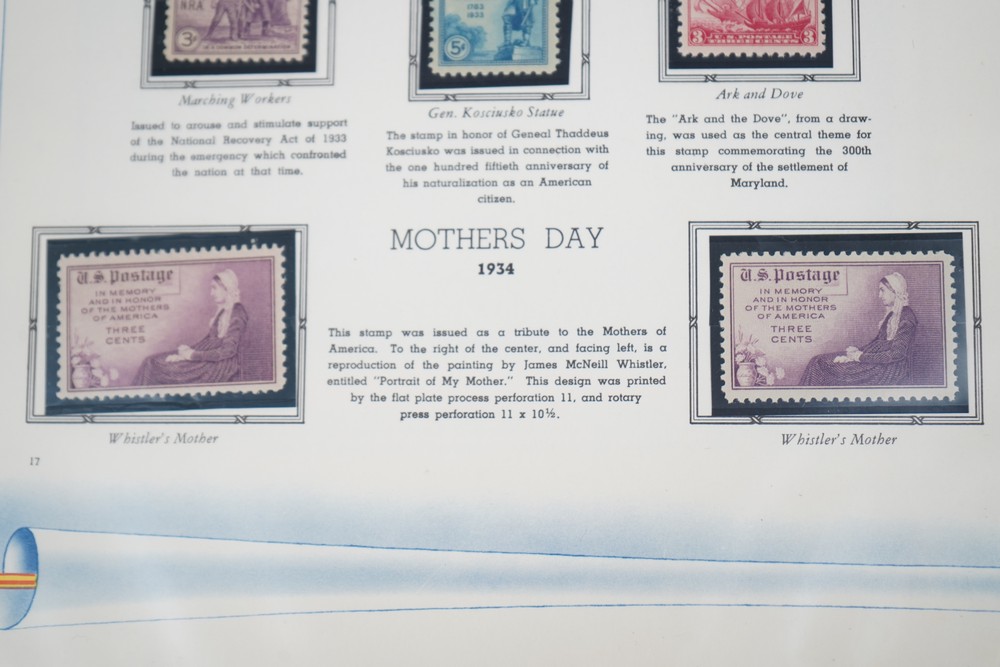 NRA
3¢
IN A COMMON DETERMINATION
1783
1933
5¢
3 U.S. POSTAGE 3
THREE CENTS
Marching Workers
Issued to arouse and stimulate support
of the National Recovery Act of 1933
during the emergency which confronted
the nation at that time.
Gen. Kosciusko Statue
The stamp in honor of Geneal Thaddeus
Kosciusko was issued in connection with
the one hundred fiftieth anniversary of
his naturalization as an American
citizen.
Ark and Dove
The "Ark and the Dove", from a draw-
ing, was used as the central theme for
this stamp commemorating the 300th
anniversary of the settlement of
Maryland.
MOTHERS DAY
1934
U.S. Postage
IN MEMORY
AND IN HONOR
OF THE MOTHERS
OF AMERICA
THREE
CENTS
Whistler's Mother
This stamp was issued as a tribute to the Mothers of
America. To the right of the center, and facing left, is a
reproduction of the painting by James McNeill Whistler,
entitled "Portrait of My Mother." This design was printed
by the flat plate process perforation 11, and rotary
press perforation 11 x 10½.
U.S. Postage
IN MEMORY
AND IN HONOR
OF THE MOTHERS
OF AMERICA
THREE
CENTS
Whistler's Mother
17